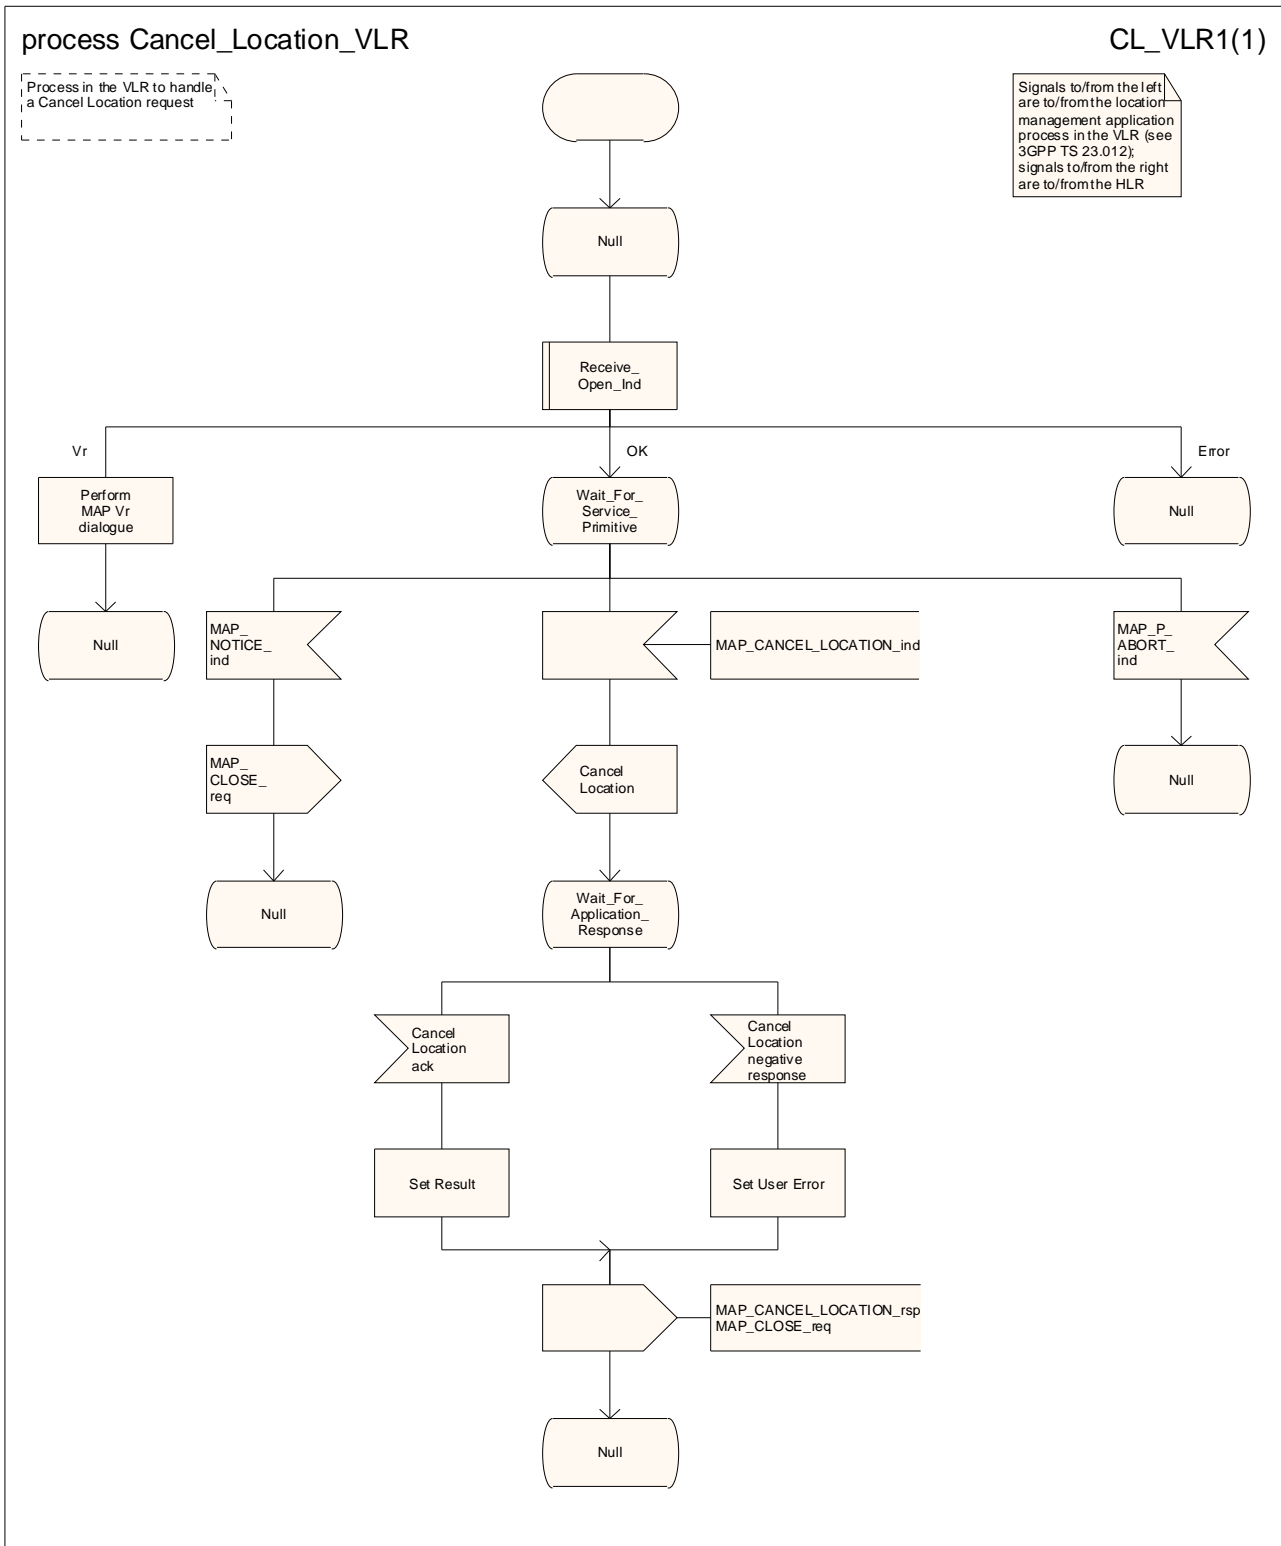 process Cancel_Location_VLR
CL_VLR1(1)
Process in the VLR to handle
a Cancel Location request
Signals to/from the left
are to/from the location
management application
process in the VLR (see
3GPP TS 23.012);
signals to/from the right
are to/from the HLR
Null
Receive_
Open_Ind
Vr
OK
Error
Perform
MAP Vr
dialogue
Wait_For_
Service_
Primitive
Null
Null
MAP_
NOTICE_
ind
MAP_CANCEL_LOCATION_ind
MAP_P_
ABORT_
ind
MAP_
CLOSE_
req
Cancel
Location
Null
Null
Wait_For_
Application_
Response
Cancel
Location
ack
Cancel
Location
negative
response
Set Result
Set User Error
MAP_CANCEL_LOCATION_rsp
MAP_CLOSE_req
Null